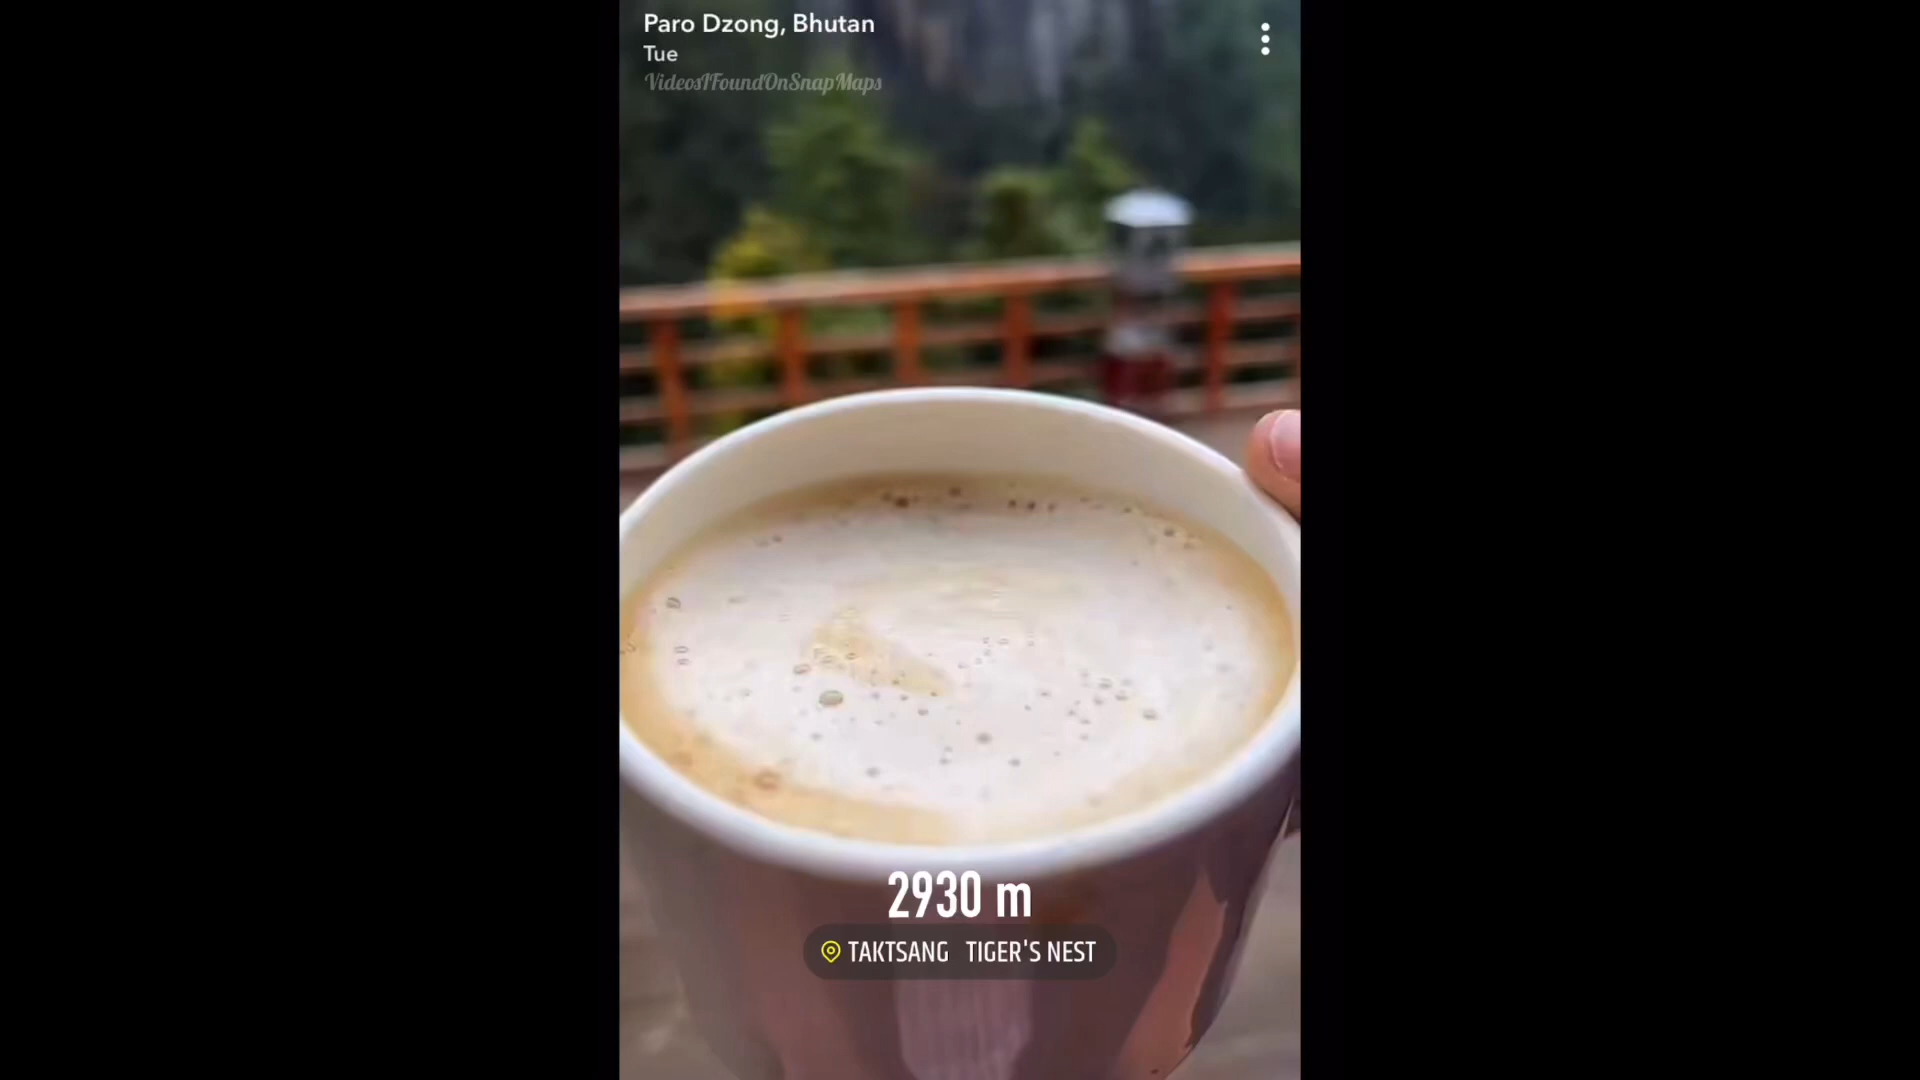 Paro Dzong, Bhutan
Tue
VideosIFoundOnSnapMaps
2930 m
TAKTSANG TIGER'S NEST